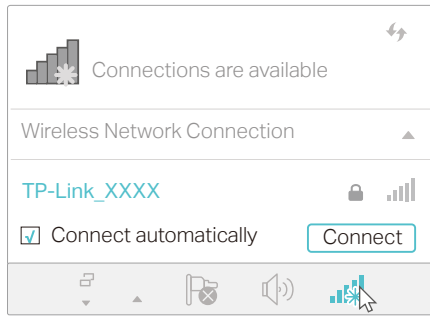 Connections are available
Wireless Network Connection
TP-Link_XXXX
Connect automatically
Connect